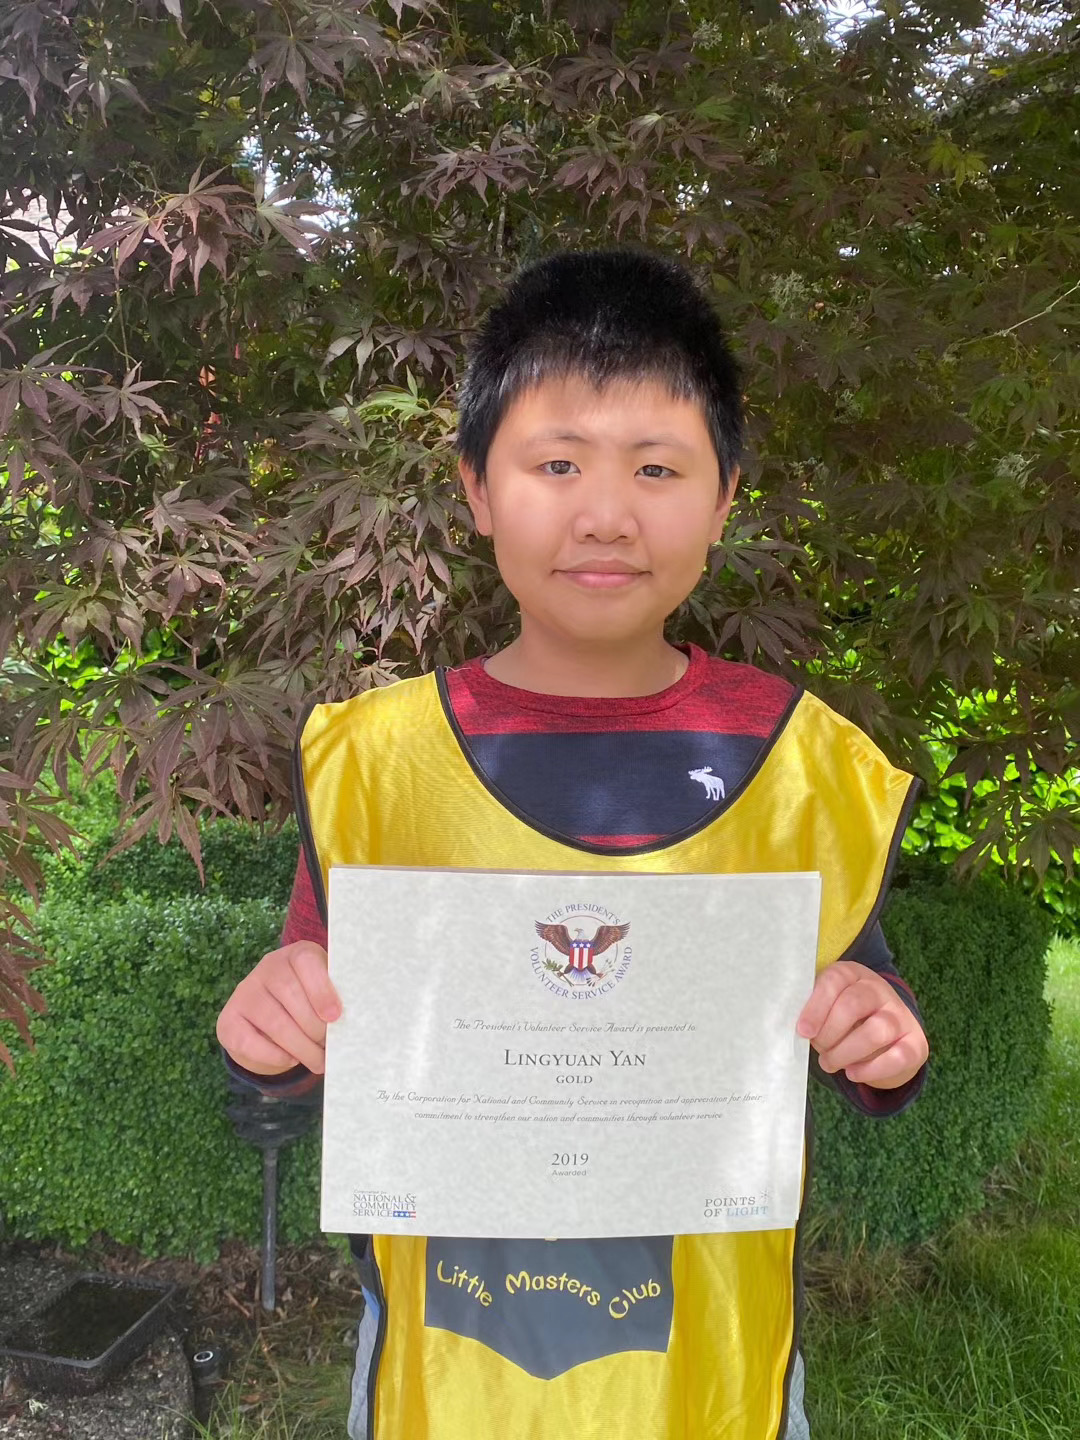 THE PRESIDENT'S
VOLUNTEER SERVICE AWARD
The President's Volunteer Service Award is presented to
LINGYUAN YAN
GOLD
By the Corporation for National and Community Service in recognition and appreciation for their
commitment to strengthen our nation and communities through volunteer service.
2019
Awarded
Corporation for
NATIONAL &
COMMUNITY
SERVICE
POINTS
OF LIGHT
Little Masters Club